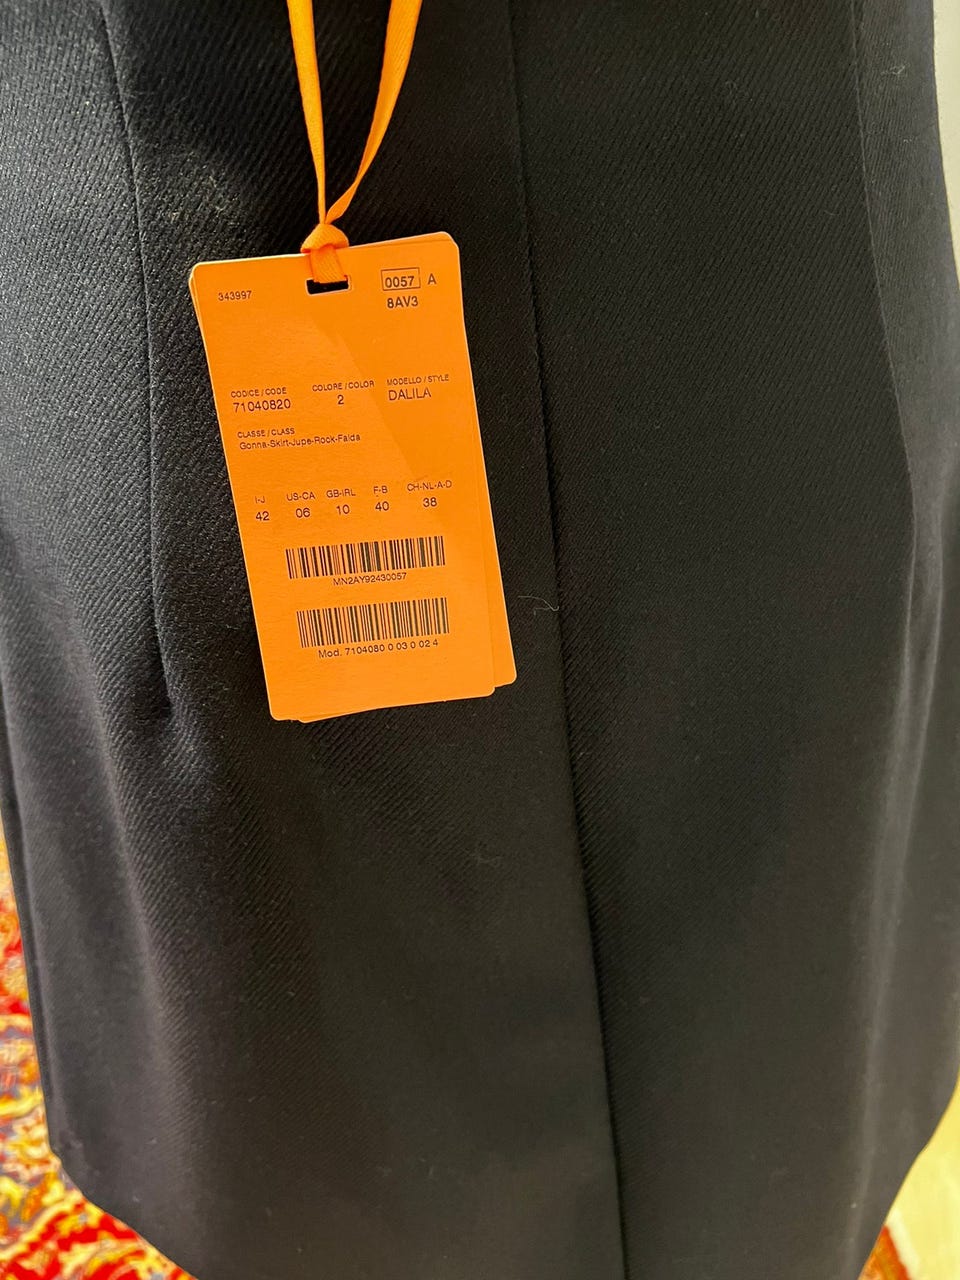 343997
0057 A
8AV3
CODICE / CODE COLORE / COLOR MODELLO / STYLE
71040820 2 DALILA
CLASSE / CLASS
Gonna-Skirt-Jupe-Rock-Falda
I-J US-CA GB-IRL F-B CH-NL-A-D
42 06 10 40 38
MN2AY92430057
Mod. 7104080 0 03 0 02 4